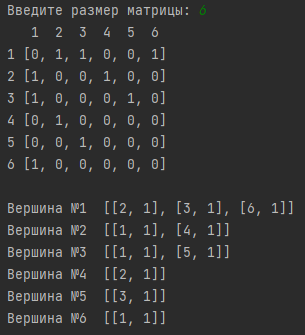 Введите размер матрицы: 6
1 2 3 4 5 6
1 [0, 1, 1, 0, 0, 1]
2 [1, 0, 0, 1, 0, 0]
3 [1, 0, 0, 0, 1, 0]
4 [0, 1, 0, 0, 0, 0]
5 [0, 0, 1, 0, 0, 0]
6 [1, 0, 0, 0, 0, 0]
Вершина №1 [[2, 1], [3, 1], [6, 1]]
Вершина №2 [[1, 1], [4, 1]]
Вершина №3 [[1, 1], [5, 1]]
Вершина №4 [[2, 1]]
Вершина №5 [[3, 1]]
Вершина №6 [[1, 1]]